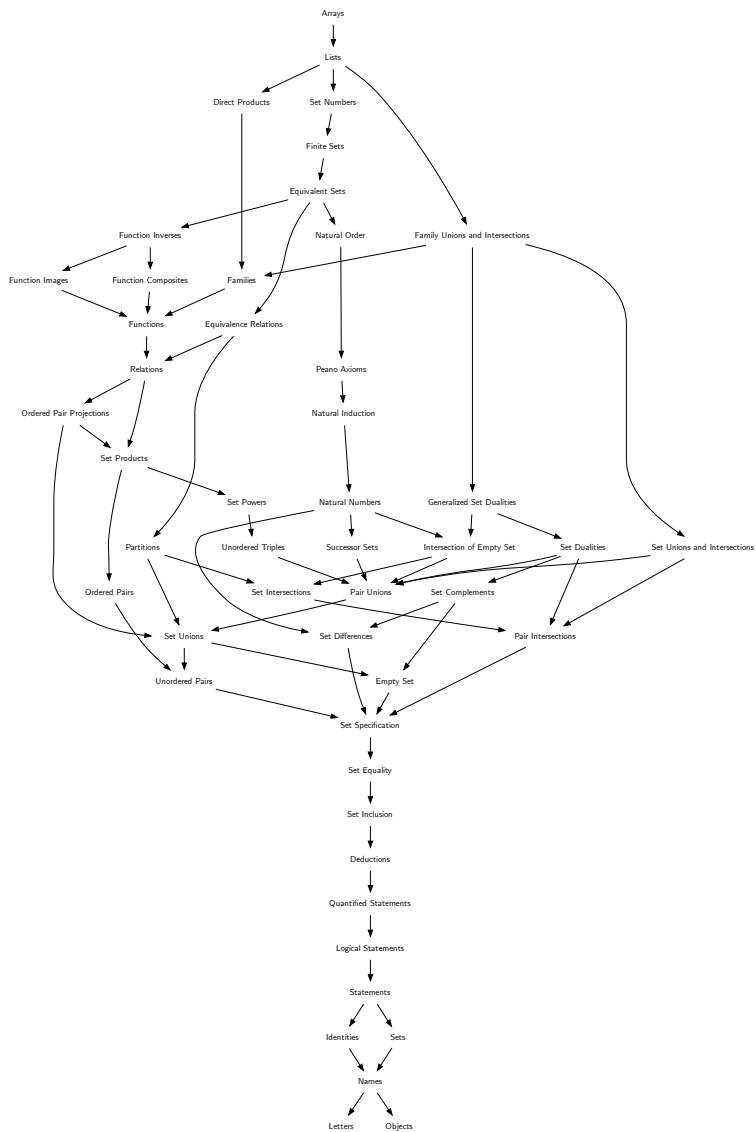 Arrays
Lists
Direct Products
Set Numbers
Finite Sets
Equivalent Sets
Function Inverses
Natural Order
Family Unions and Intersections
Function Images
Function Composites
Families
Functions
Equivalence Relations
Relations
Peano Axioms
Ordered Pair Projections
Natural Induction
Set Products
Set Powers
Natural Numbers
Generalized Set Dualities
Partitions
Unordered Triples
Successor Sets
Intersection of Empty Set
Set Dualities
Set Unions and Intersections
Ordered Pairs
Set Intersections
Pair Unions
Set Complements
Set Unions
Set Differences
Pair Intersections
Unordered Pairs
Empty Set
Set Specification
Set Equality
Set Inclusion
Deductions
Quantified Statements
Logical Statements
Statements
Identities
Sets
Names
Letters
Objects